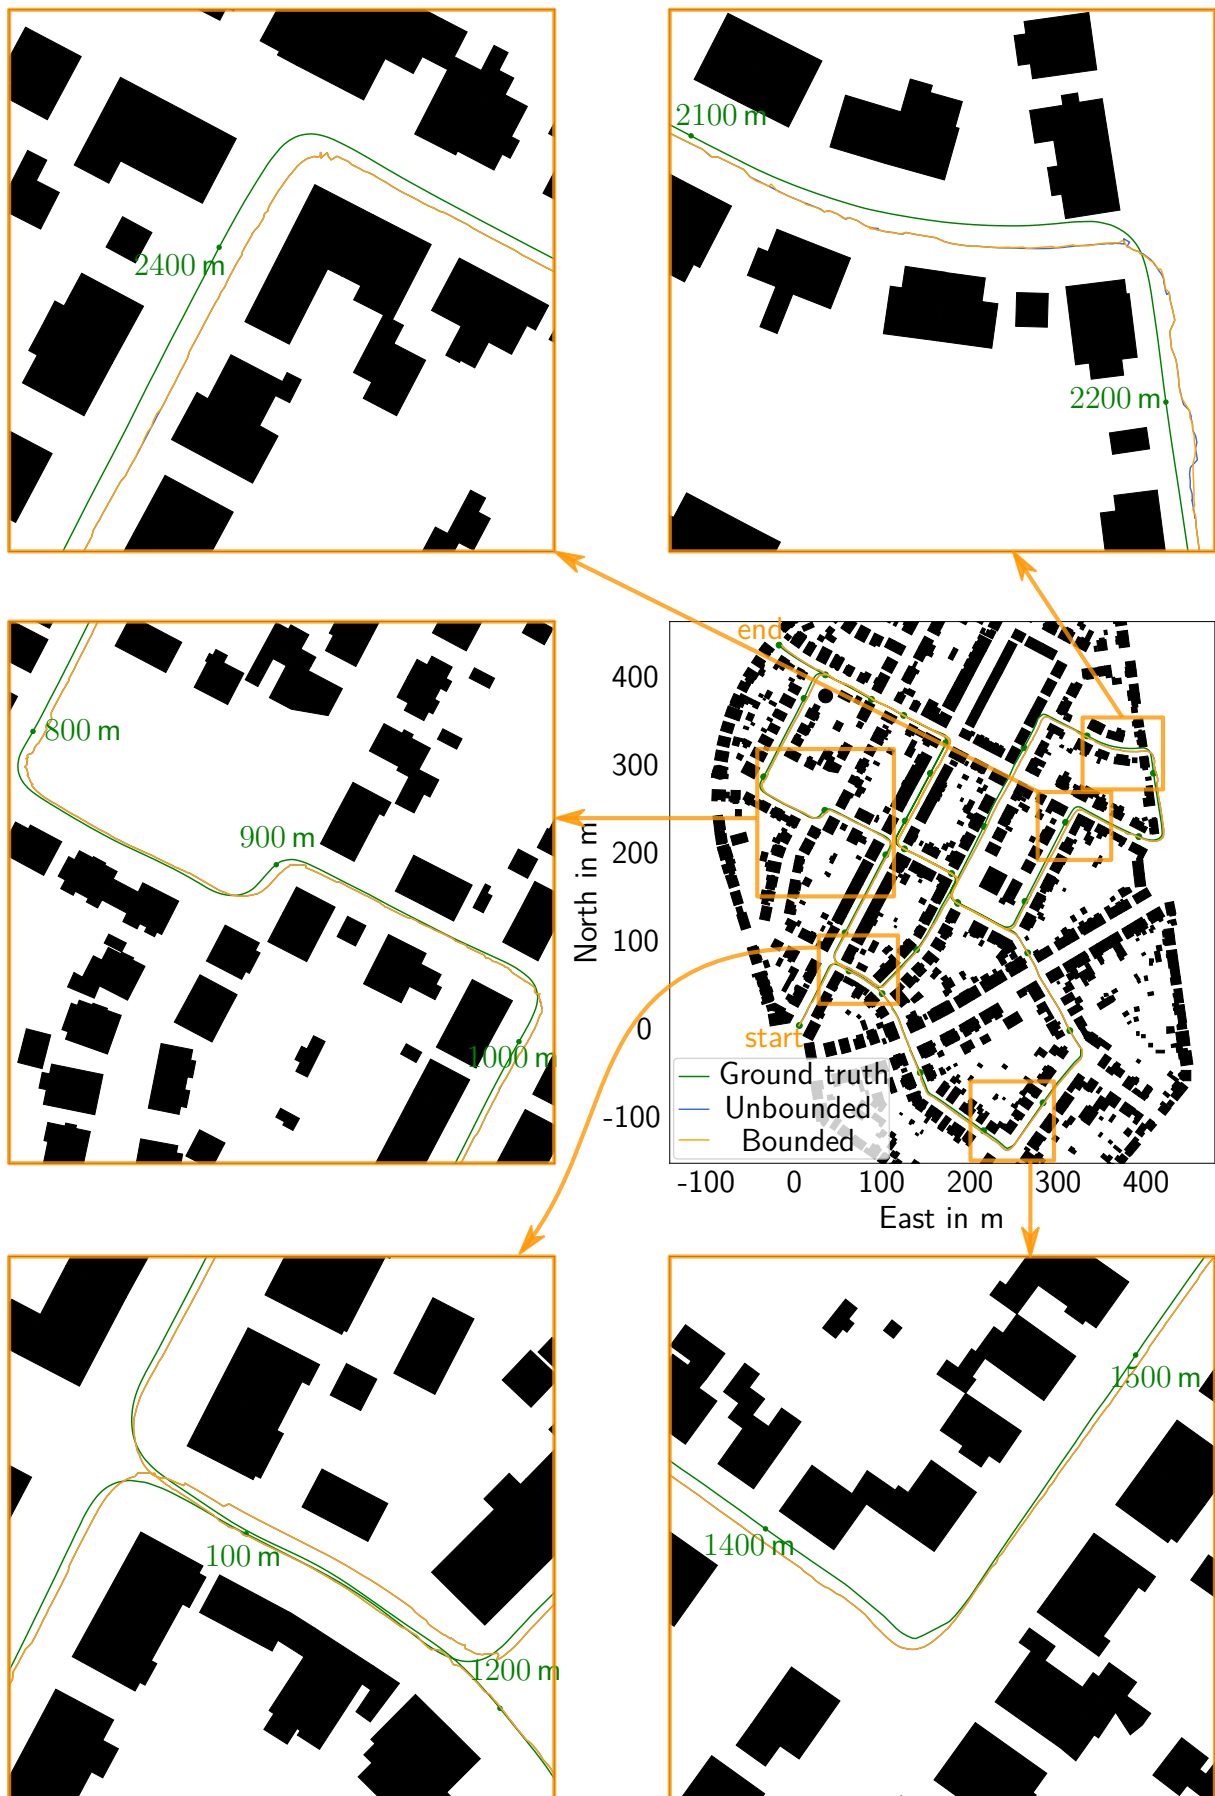 2400 m
2100 m
2200 m
800 m
900 m
1000 m
end
400
300
200
100
0
-100
North in m
start
Ground truth
Unbounded
Bounded
-100 0 100 200 300 400
East in m
100 m
1200 m
1400 m
1500 m